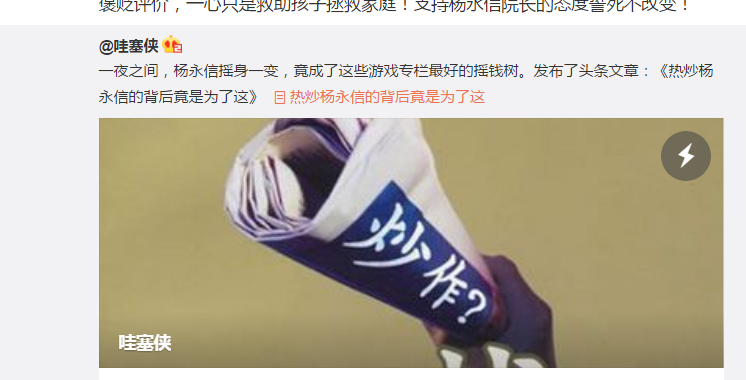 褒贬评价，一心只是救助孩子拯救家庭！支持杨永信院长的态度誓死不改变！
@哇塞侠
一夜之间，杨永信摇身一变，竟成了这些游戏专栏最好的摇钱树。发布了头条文章：《热炒杨
永信的背后竟是为了这》 热炒杨永信的背后竟是为了这
炒作?
哇塞侠